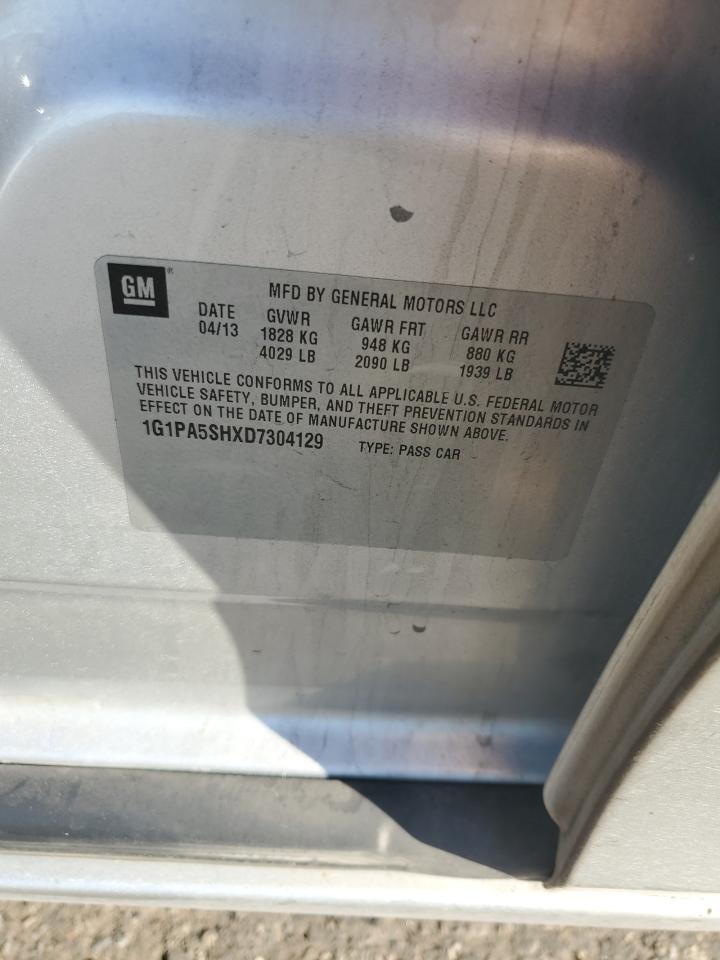 GM ®
MFD BY GENERAL MOTORS LLC
DATE GVWR GAWR FRT GAWR RR
04/13 1828 KG 948 KG 880 KG
4029 LB 2090 LB 1939 LB
THIS VEHICLE CONFORMS TO ALL APPLICABLE U.S. FEDERAL MOTOR
VEHICLE SAFETY, BUMPER, AND THEFT PREVENTION STANDARDS IN
EFFECT ON THE DATE OF MANUFACTURE SHOWN ABOVE.
1G1PA5SHXD7304129 TYPE: PASS CAR